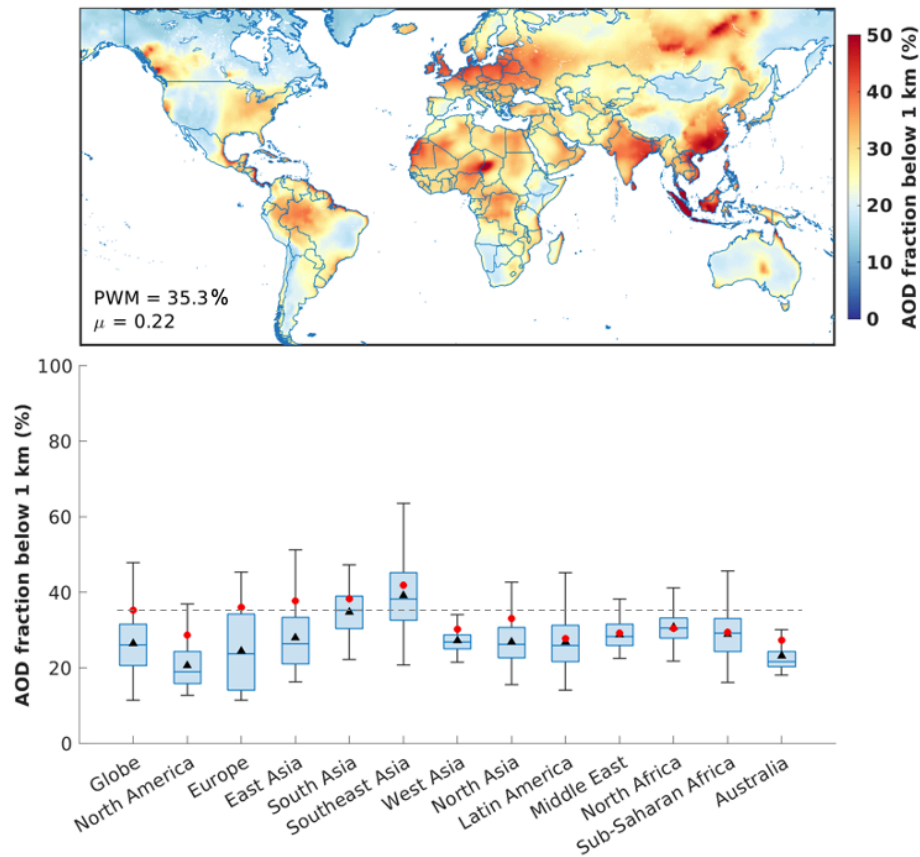 PWM = 35.3%
μ = 0.22
50
40
30
20
10
0
AOD fraction below 1 km (%)
100
80
60
40
20
0
AOD fraction below 1 km (%)
Globe
North America
Europe
East Asia
South Asia
Southeast Asia
West Asia
North Asia
Latin America
Middle East
North Africa
Sub-Saharan Africa
Australia